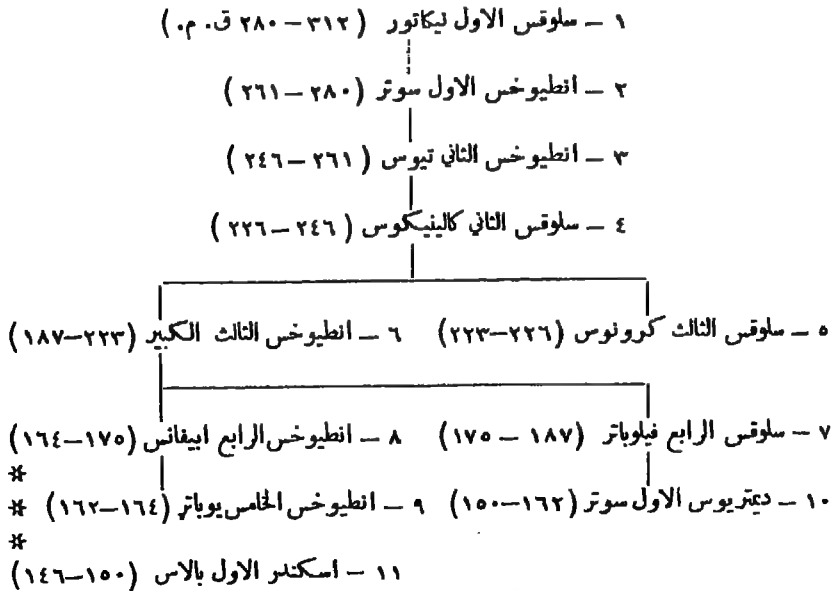 ١ – سلوقس الاول نيكاتور (٣١٢–٢٨٠ ق. م.)
٢ – انطيوخس الاول سوتر (٢٨٠–٢٦١)
٣ – انطيوخس الثاني تيوس (٢٦١–٢٤٦)
٤ – سلوقس الثاني كالينيكوس (٢٤٦–٢٢٦)
٥ – سلوقس الثالث كرونوس (٢٢٦–٢٢٣) ٦ – انطيوخس الثالث الكبير (٢٢٣–١٨٧)
٧ – سلوقس الرابع فيلوباتر (١٨٧ – ١٧٥) ٨ – انطيوخس الرابع ابيفانس (١٧٥–١٦٤)
*
١٠ – ديمتريوس الاول سوتر (١٦٢–١٥٠) ٩ – انطيوخس الخامس يوباتر (١٦٤–١٦٢) *
*
١١ – اسكندر الاول بالاس (١٥٠–١٤٦)